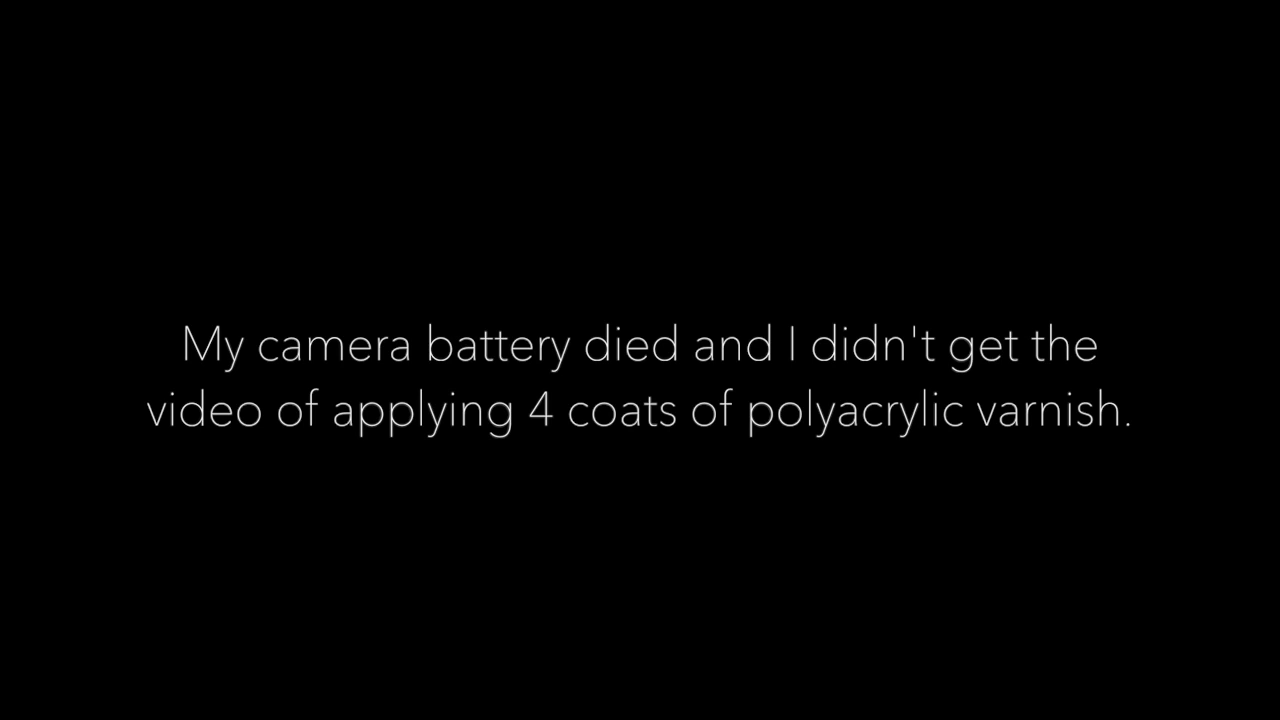 My camera battery died and I didn't get the
video of applying 4 coats of polyacrylic varnish.